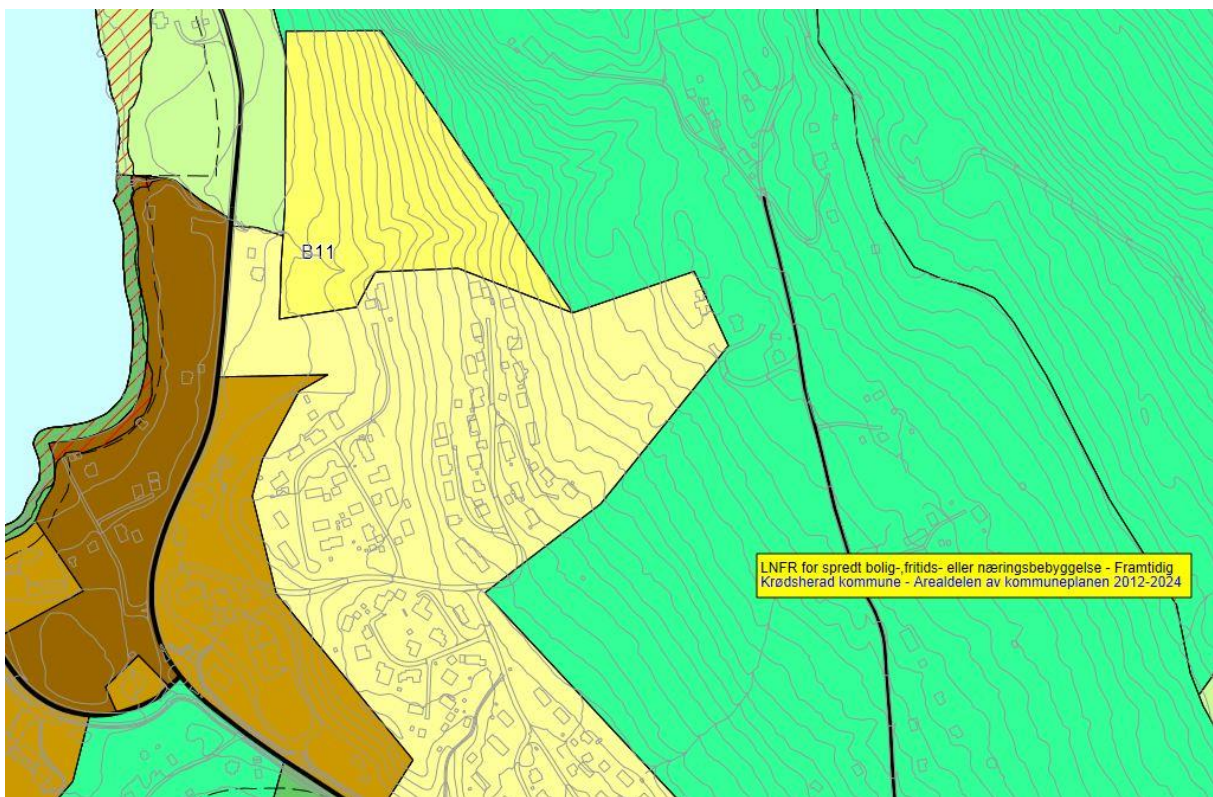 B11
LNFR for spredt bolig-,fritids- eller næringsbebyggelse - Framtidig
Krødsherad kommune - Arealdelen av kommuneplanen 2012-2024